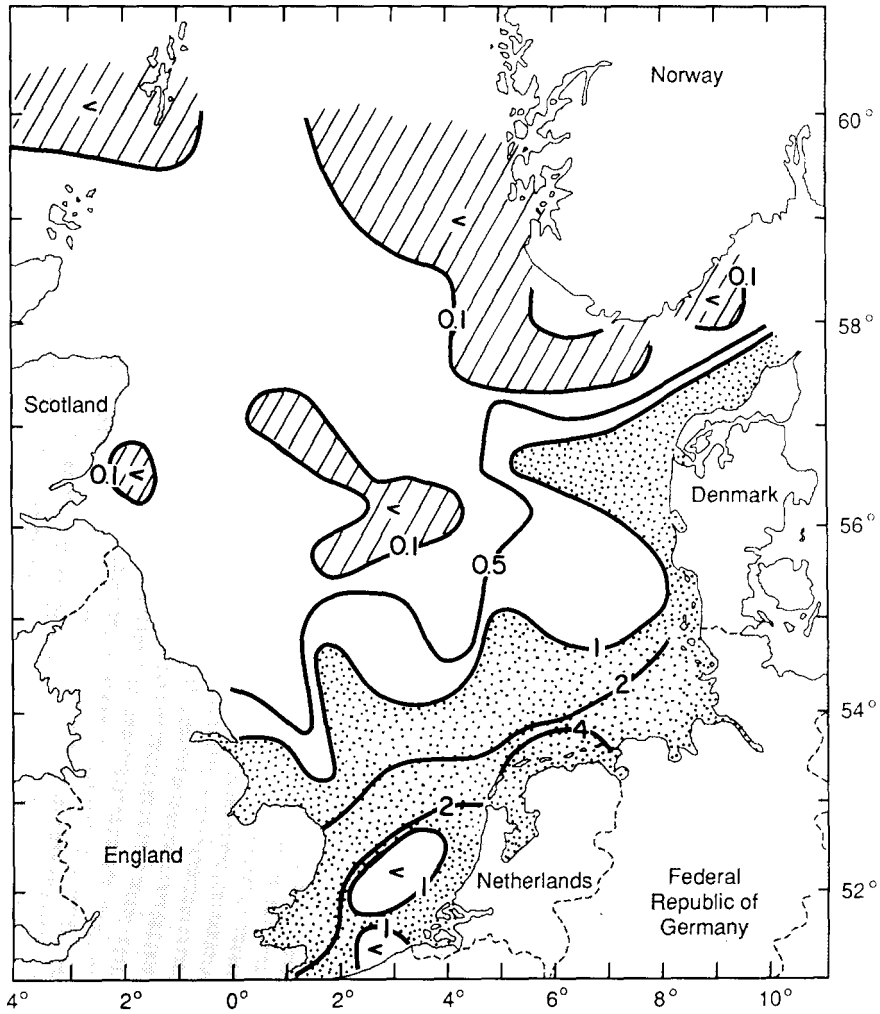 Norway
60°
<
<
0.1
<
0.1
58°
Scotland
0.1
<
Denmark
<
56°
0.1
0.5
1
2
54°
4
2
England
<
1
Netherlands
Federal
Republic of
Germany
52°
1
<
4° 2° 0° 2° 4° 6° 8° 10°